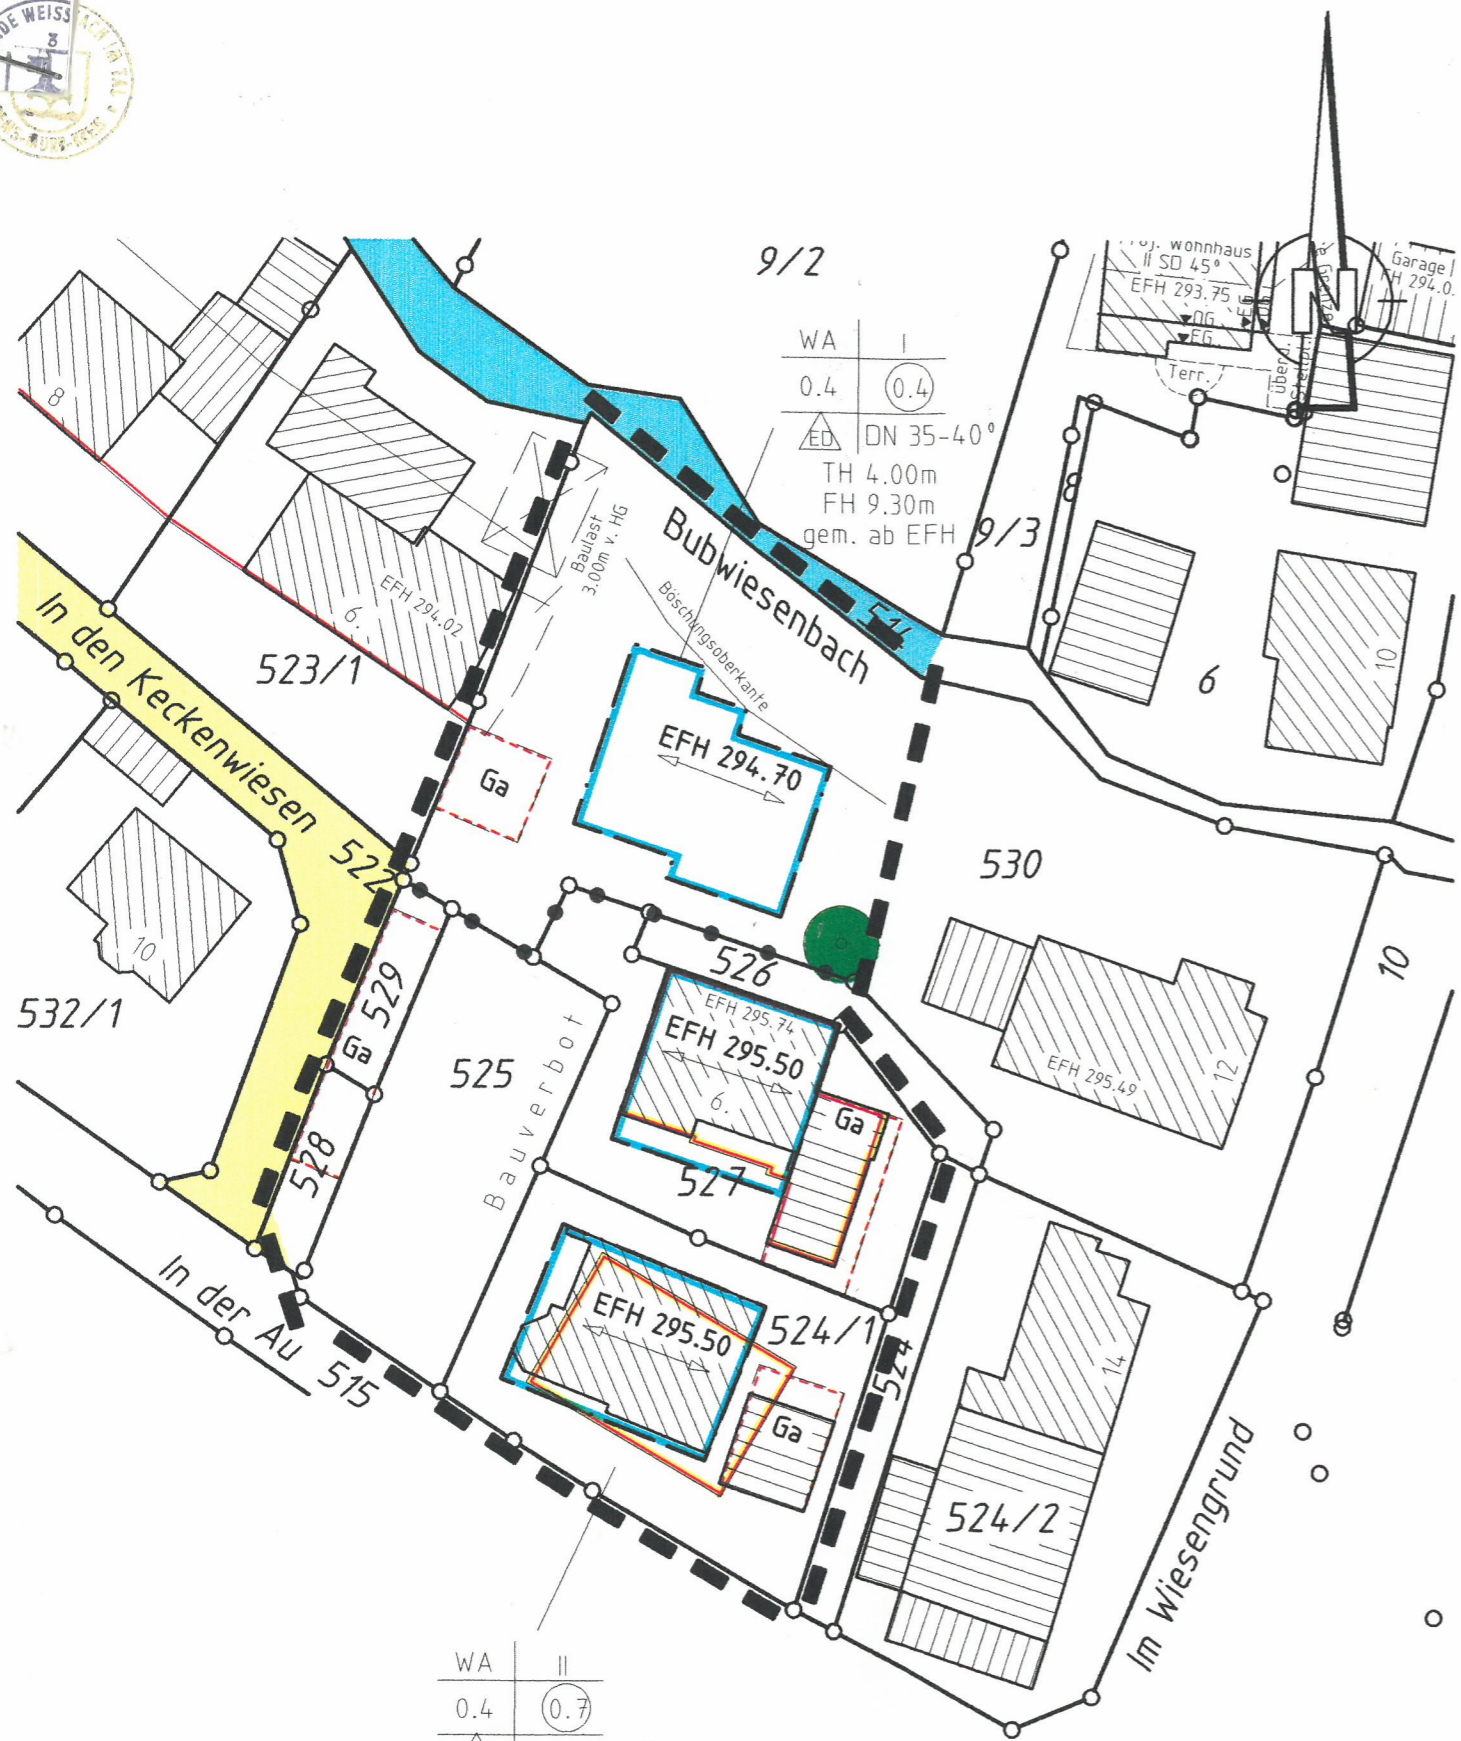 9/2
Wohnhaus
II SD 45°
EFH 293.75
OG
EG
Terr.
Garage
N
WA I
0.4 0.4
ED DN 35-40°
TH 4.00m
FH 9.30m
gem. ab EFH
9/3
8
Baulast
3.00m v. HG
Bubwiesenbach
514
Böschungsoberkante
EFH 294.02
6.
523/1
In den Keckenwiesen 522
6
10
EFH 294.70
Ga
530
10
10
532/1
529
Ga
528
525
Bauverbot
526
EFH 295.74
EFH 295.50
6.
Ga
527
EFH 295.49
12
In der Au 515
EFH 295.50
524/1
524
Ga
14
524/2
Im Wiesengrund
WA II
0.4 0.7